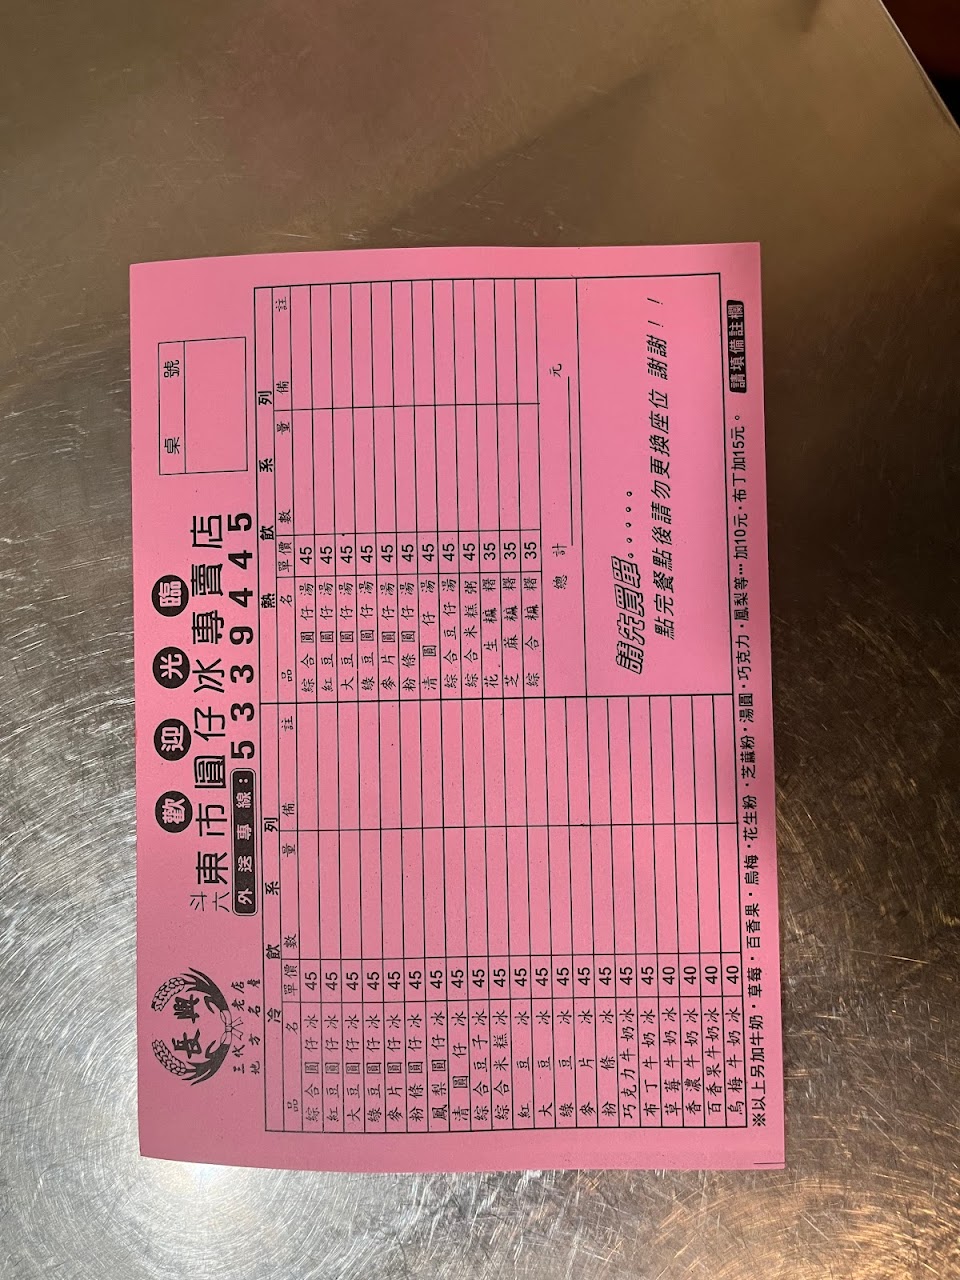 長興
三代老店
地方名產
歡迎光臨
斗六東市圓仔冰專賣店
外送專線:5339445
桌號
冷飲系列
品名 單價 數量 備註
綜合圓仔冰 45
紅豆圓仔冰 45
大豆圓仔冰 45
綠豆圓仔冰 45
麥片圓仔冰 45
粉條圓仔冰 45
鳳梨圓仔冰 45
清圓仔冰 45
綜合豆子冰 45
綜合米糕冰 45
紅豆冰 45
大豆冰 45
綠豆冰 45
麥片冰 45
粉條冰 45
巧克力牛奶冰 45
布丁牛奶冰 45
草莓牛奶冰 40
香濃牛奶冰 40
百香果牛奶冰 40
烏梅牛奶冰 40
熱飲系列
品名 單價 數量 備註
綜合圓仔湯 45
紅豆圓仔湯 45
大豆圓仔湯 45
綠豆圓仔湯 45
麥片圓仔湯 45
粉條圓仔湯 45
清圓仔湯 45
綜合豆仔湯 45
綜合米糕粥 45
花生麻糬 35
芝蔴麻糬 35
綜合麻糬 35
總計 元
請先買單.....
點完餐點後請勿更換座位 謝謝!!
※以上另加牛奶・草莓・百香果・烏梅・花生粉・芝蔴粉・湯圓・巧克力・鳳梨等…加10元・布丁加15元。 請填備註欄